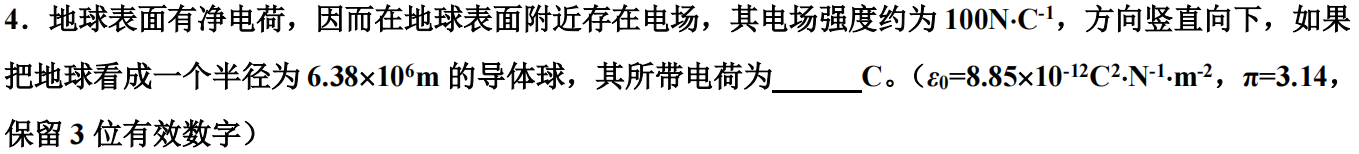 4．地球表面有净电荷，因而在地球表面附近存在电场，其电场强度约为 100N·C⁻¹，方向竖直向下，如果
把地球看成一个半径为 6.38×10⁶m 的导体球，其所带电荷为______C。（ε₀=8.85×10⁻¹²C²·N⁻¹·m⁻²，π=3.14，
保留 3 位有效数字）